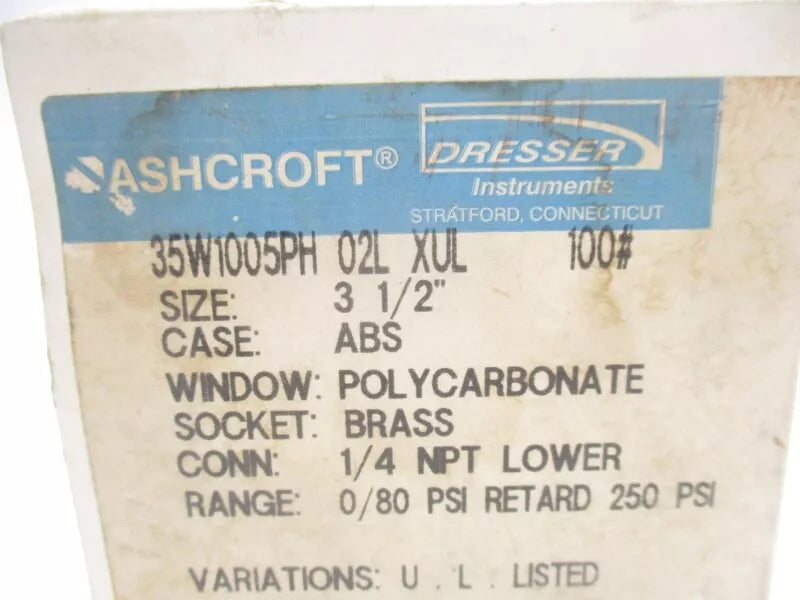 ASHCROFT® DRESSER
Instruments
STRATFORD, CONNECTICUT
35W1005PH 02L XUL 100#
SIZE: 3 1/2"
CASE: ABS
WINDOW: POLYCARBONATE
SOCKET: BRASS
CONN: 1/4 NPT LOWER
RANGE: 0/80 PSI RETARD 250 PSI
VARIATIONS: U . L . LISTED